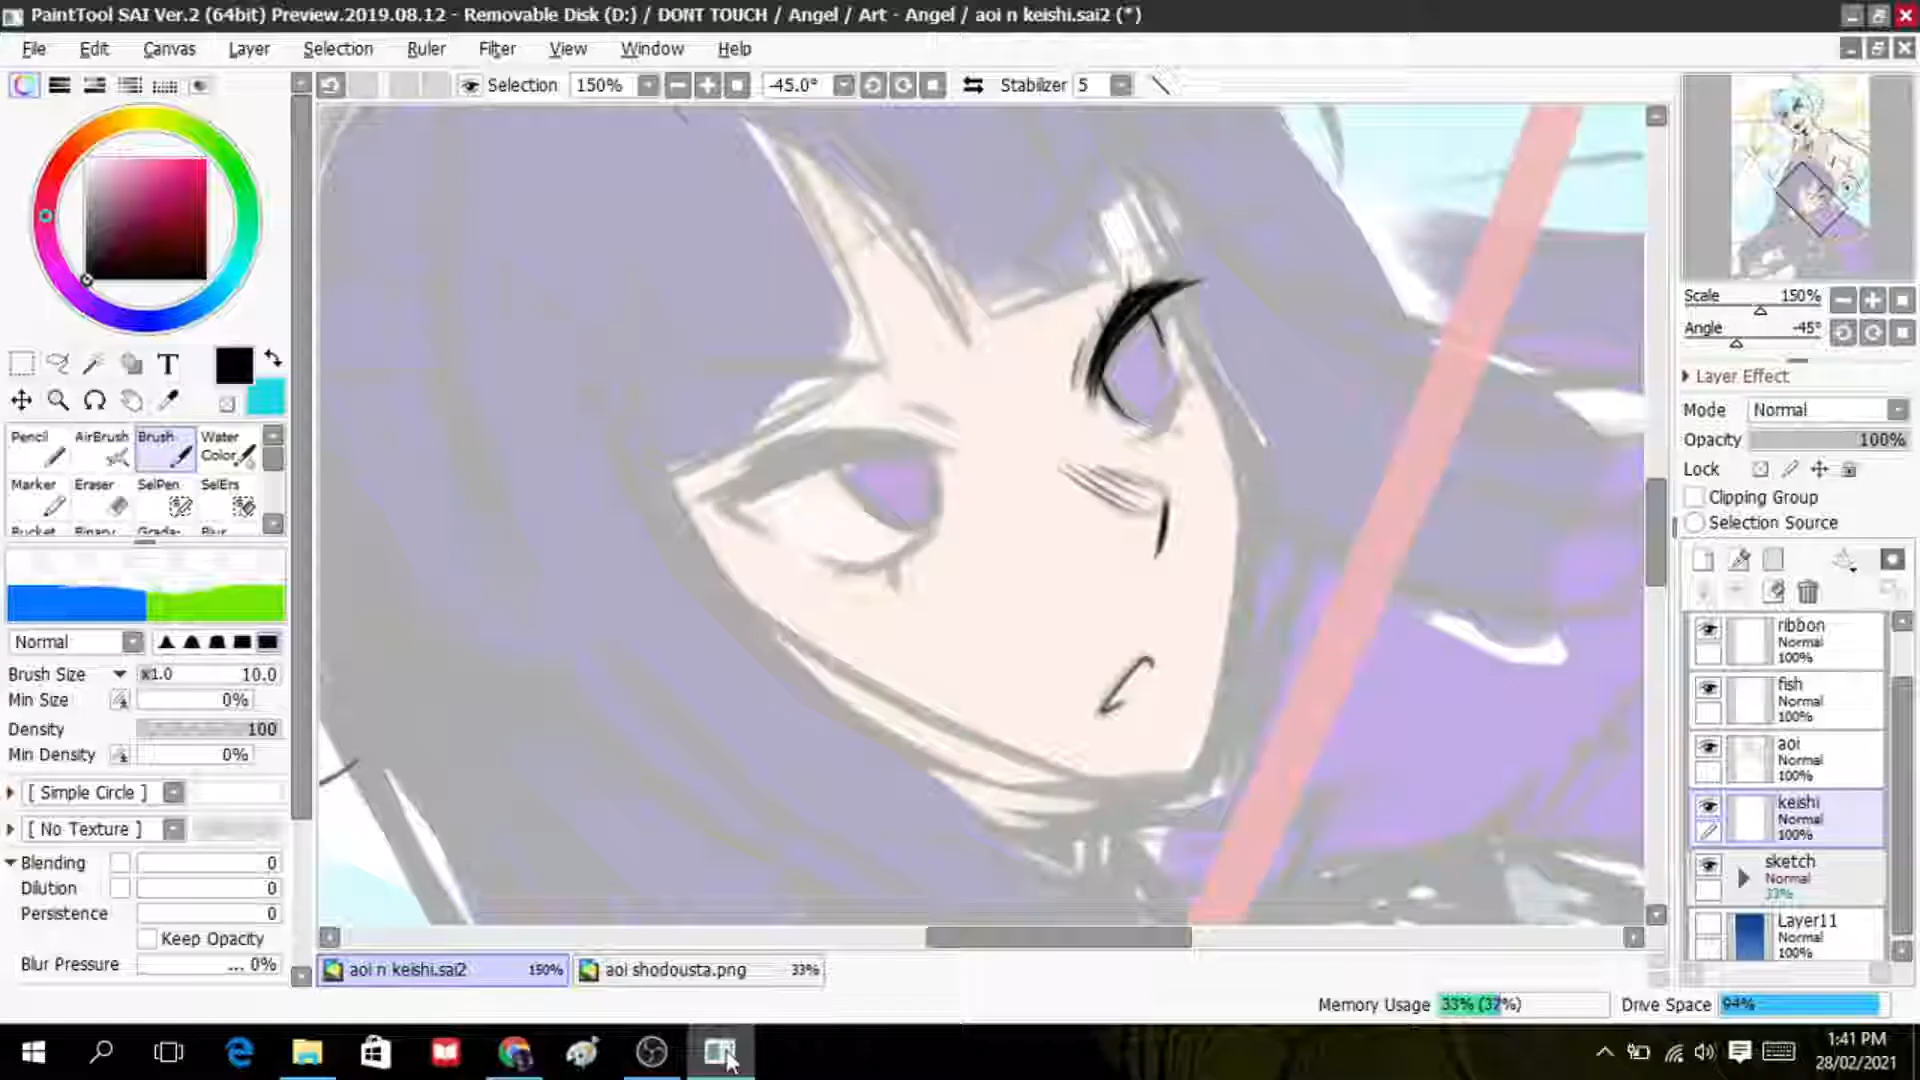 PaintTool SAI Ver.2 (64bit) Preview.2019.08.12 - Removable Disk (D:) / DONT TOUCH / Angel / Art - Angel / aoi n keishi.sai2 (*)
File Edit Canvas Layer Selection Ruler Filter View Window Help
Selection 150% -45.0° Stabilizer 5
Scale 150%
Angle -45°
T
Layer Effect
Mode Normal
Opacity 100%
Lock
Clipping Group
Selection Source
Pencil AirBrush Brush Water Color
Marker Eraser SelPen SelErs
Bucket Binary Grada- Blur
Normal
Brush Size x1.0 10.0
Min Size 0%
Density 100
Min Density 0%
[ Simple Circle ]
[ No Texture ]
Blending 0
Dilution 0
Persistence 0
Keep Opacity
Blur Pressure ... 0%
ribbon
Normal
100%
fish
Normal
100%
aoi
Normal
100%
keishi
Normal
100%
sketch
Normal
33%
Layer11
Normal
100%
aoi n keishi.sai2 150% aoi shodousta.png 33%
Memory Usage 33% (37%) Drive Space 94%
1:41 PM
28/02/2021